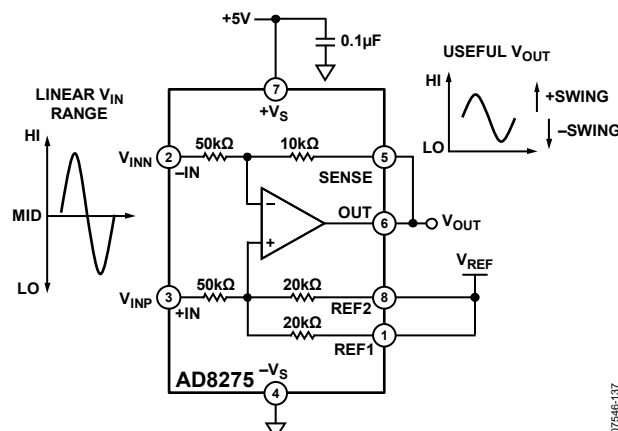 +5V
0.1µF
USEFUL VOUT
HI
+SWING
–SWING
LO
LINEAR VIN
RANGE
HI
MID
LO
7
+VS
50kΩ
10kΩ
VINN
2
–IN
5
SENSE
–
OUT
6
VOUT
+
VREF
50kΩ
20kΩ
VINP
3
+IN
8
REF2
20kΩ
1
REF1
AD8275
–VS
4
07546-137